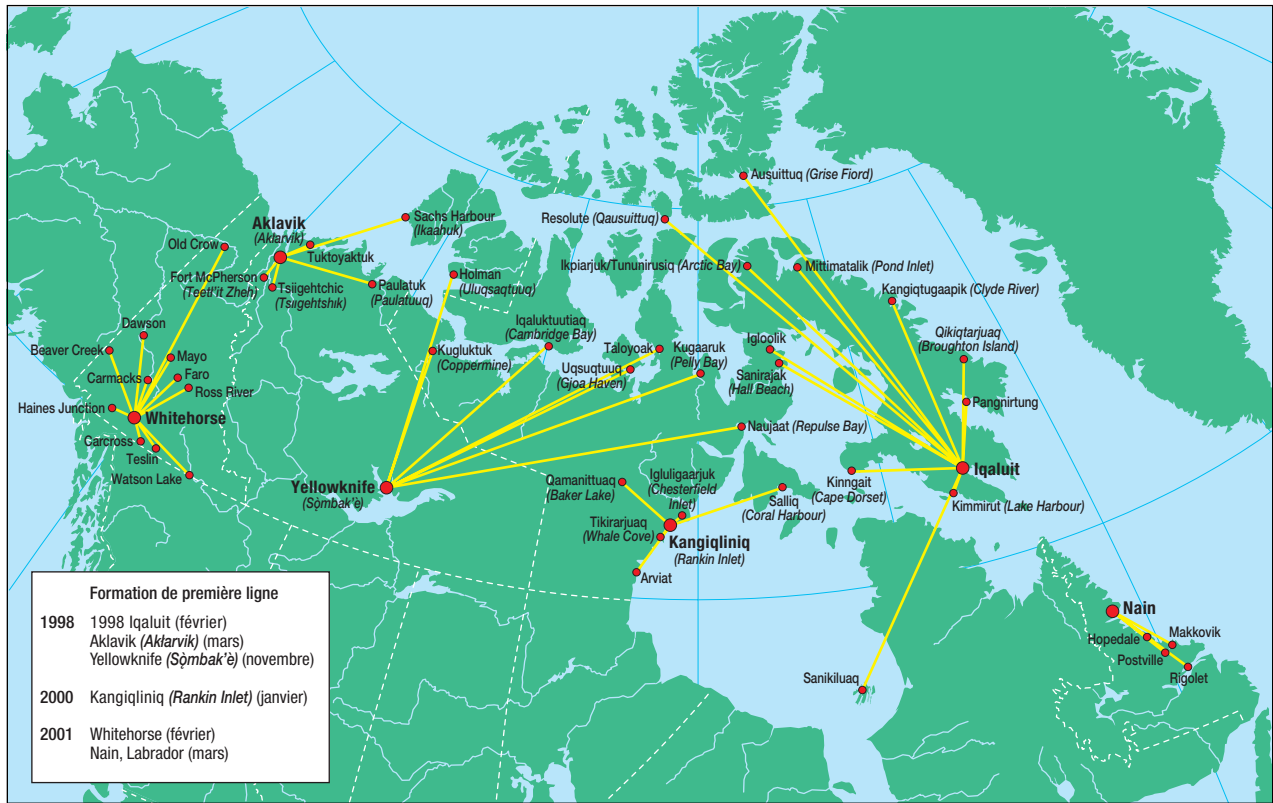 Ausuittuq (Grise Fiord)
Resolute (Qausuittuq)
Sachs Harbour
(Ikaahuk)
Aklavik
(Akłarvik)
Old Crow
Tuktoyaktuk
Ikpiarjuk/Tununirusiq (Arctic Bay)
Mittimatalik (Pond Inlet)
Fort McPherson
(Teetł'it Zheh)
Tsiigehtchic
(Tsiıgehtshık)
Paulatuk
(Paulatuuq)
Holman
(Uluqsaqtuuq)
Kangiqtugaapik (Clyde River)
Iqaluktuutiaq
(Cambridge Bay)
Dawson
Qikiqtarjuaq
(Broughton Island)
Beaver Creek
Mayo
Kugluktuk
(Coppermine)
Taloyoak
Kugaaruk
(Pelly Bay)
Igloolik
Uqsuqtuuq
(Gjoa Haven)
Sanirajak
(Hall Beach)
Carmacks
Faro
Ross River
Haines Junction
Whitehorse
Pangnirtung
Naujaat (Repulse Bay)
Carcross
Teslin
Watson Lake
Yellowknife
(Sǫ̀mbak'è)
Qamanittuaq
(Baker Lake)
Igluligaarjuk
(Chesterfield
Inlet)
Iqaluit
Kinngait
(Cape Dorset)
Salliq
(Coral Harbour)
Kimmirut (Lake Harbour)
Tikirarjuaq
(Whale Cove)
Kangiqliniq
(Rankin Inlet)
Arviat
Nain
Hopedale
Makkovik
Postville
Rigolet
Sanikiluaq
Formation de première ligne
1998 1998 Iqaluit (février)
Aklavik (Akłarvik) (mars)
Yellowknife (Sǫ̀mbak'è) (novembre)
2000 Kangiqliniq (Rankin Inlet) (janvier)
2001 Whitehorse (février)
Nain, Labrador (mars)